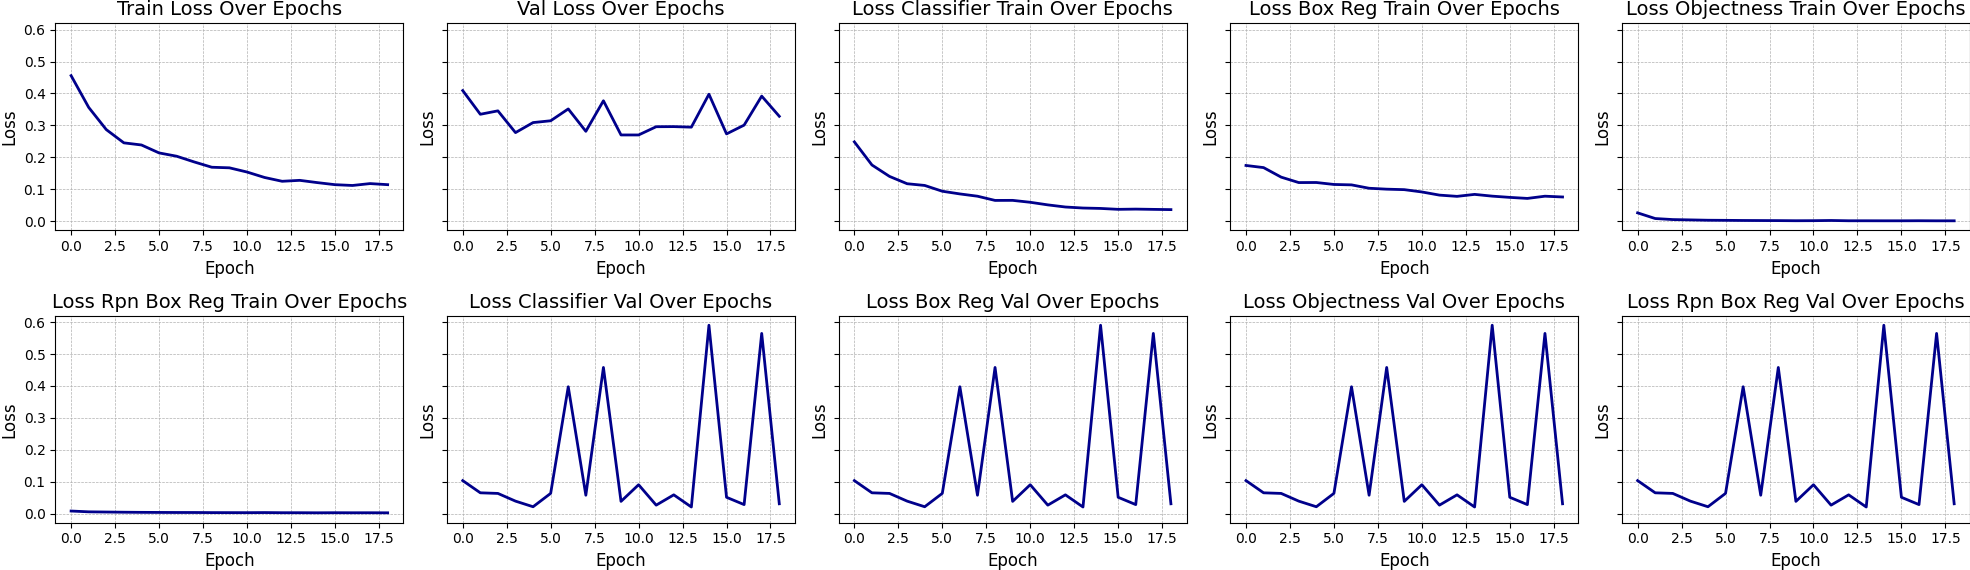 Train Loss Over Epochs
Val Loss Over Epochs
Loss Classifier Train Over Epochs
Loss Box Reg Train Over Epochs
Loss Objectness Train Over Epochs
Loss
0.6
0.5
0.4
0.3
0.2
0.1
0.0
Loss
Loss
Loss
Loss
0.0 2.5 5.0 7.5 10.0 12.5 15.0 17.5
0.0 2.5 5.0 7.5 10.0 12.5 15.0 17.5
0.0 2.5 5.0 7.5 10.0 12.5 15.0 17.5
0.0 2.5 5.0 7.5 10.0 12.5 15.0 17.5
0.0 2.5 5.0 7.5 10.0 12.5 15.0 17.5
Epoch
Epoch
Epoch
Epoch
Epoch
Loss Rpn Box Reg Train Over Epochs
Loss Classifier Val Over Epochs
Loss Box Reg Val Over Epochs
Loss Objectness Val Over Epochs
Loss Rpn Box Reg Val Over Epochs
Loss
0.6
0.5
0.4
0.3
0.2
0.1
0.0
Loss
Loss
Loss
Loss
0.0 2.5 5.0 7.5 10.0 12.5 15.0 17.5
0.0 2.5 5.0 7.5 10.0 12.5 15.0 17.5
0.0 2.5 5.0 7.5 10.0 12.5 15.0 17.5
0.0 2.5 5.0 7.5 10.0 12.5 15.0 17.5
0.0 2.5 5.0 7.5 10.0 12.5 15.0 17.5
Epoch
Epoch
Epoch
Epoch
Epoch